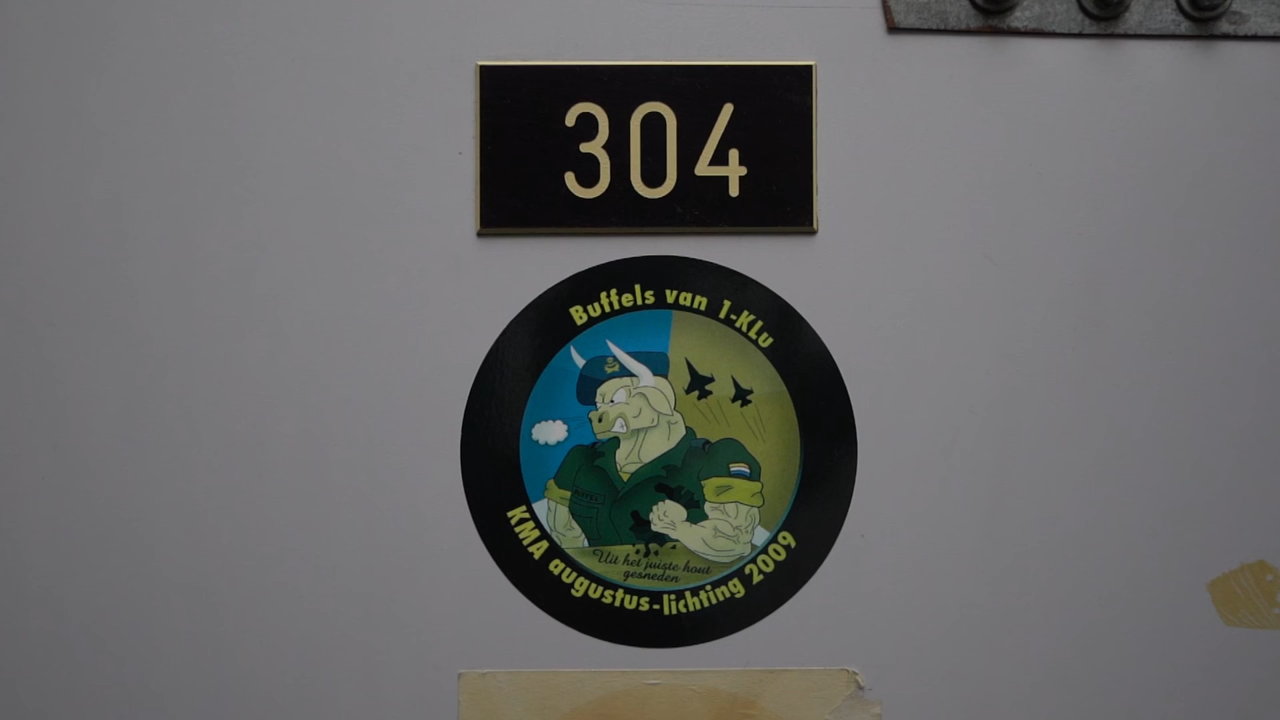 304
Buffels van 1-KLu
Uit het juiste hout
gesneden
KMA augustus-lichting 2009